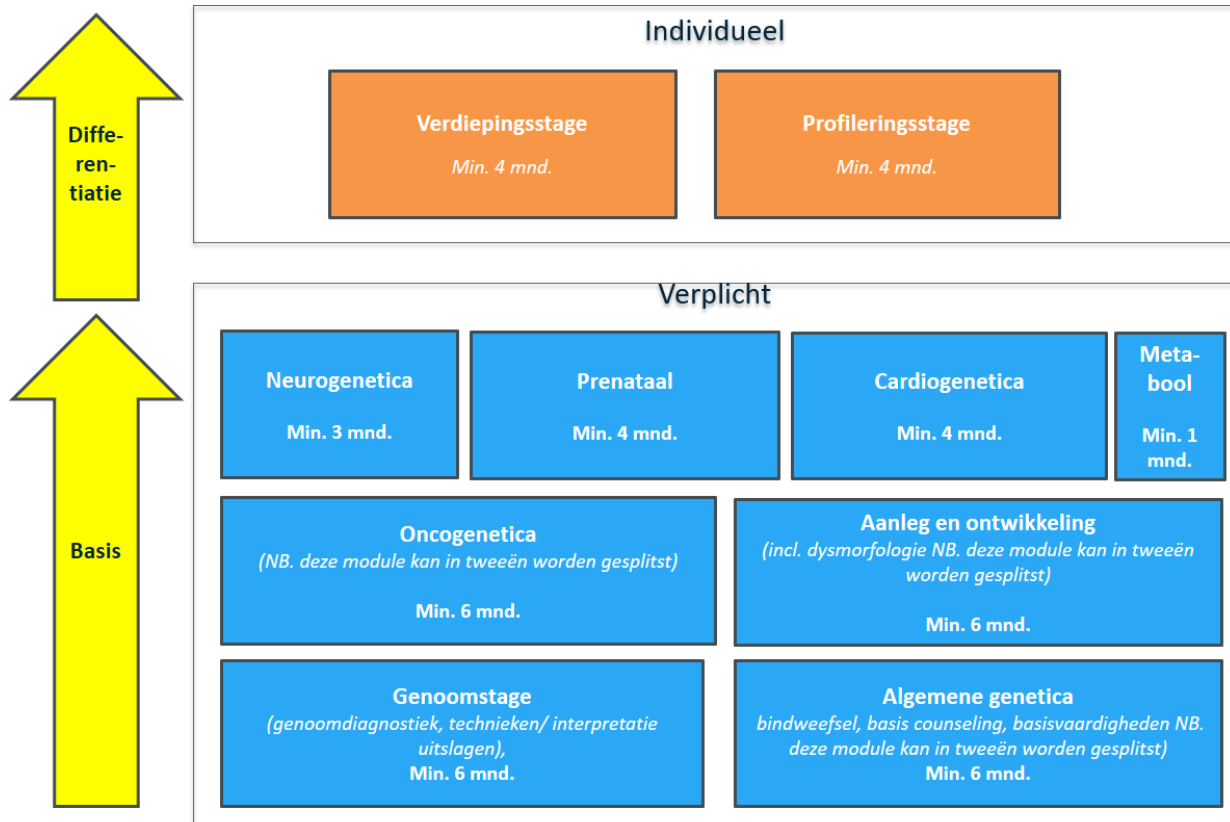 Individueel
Verdiepingsstage
Min. 4 mnd.
Profileringsstage
Min. 4 mnd.
Diffe-
ren-
tiatie
Verplicht
Neurogenetica
Min. 3 mnd.
Prenataal
Min. 4 mnd.
Cardiogenetica
Min. 4 mnd.
Meta-
bool
Min. 1
mnd.
Basis
Oncogenetica
(NB. deze module kan in tweeën worden gesplitst)
Min. 6 mnd.
Aanleg en ontwikkeling
(incl. dysmorfologie NB. deze module kan in tweeën
worden gesplitst)
Min. 6 mnd.
Genoomstage
(genoomdiagnostiek, technieken/ interpretatie
uitslagen),
Min. 6 mnd.
Algemene genetica
bindweefsel, basis counseling, basisvaardigheden NB.
deze module kan in tweeën worden gesplitst)
Min. 6 mnd.